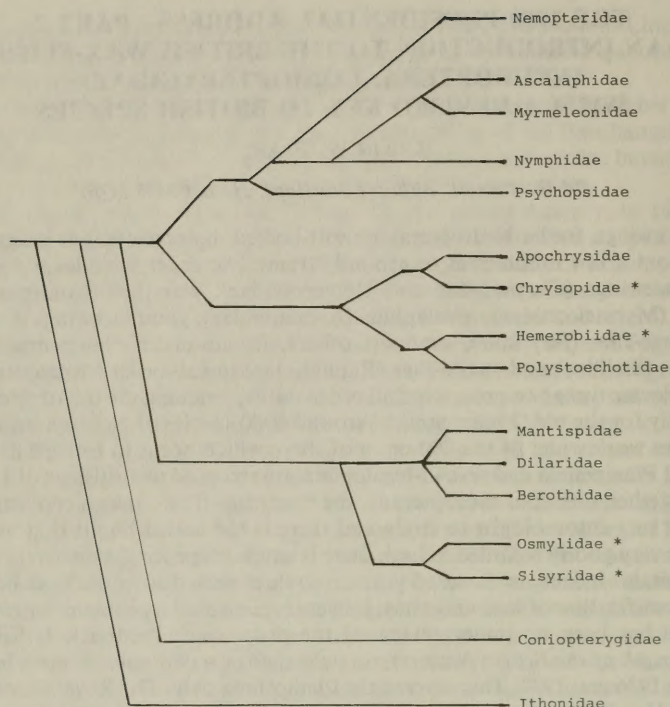 Nemopteridae
Ascalaphidae
Myrmeleonidae
Nymphidae
Psychopsidae
Apochrysidae
Chrysopidae *
Hemerobiidae *
Polystoechotidae
Mantispidae
Dilaridae
Berothidae
Osmylidae *
Sisyridae *
Coniopterygidae
Ithonidae